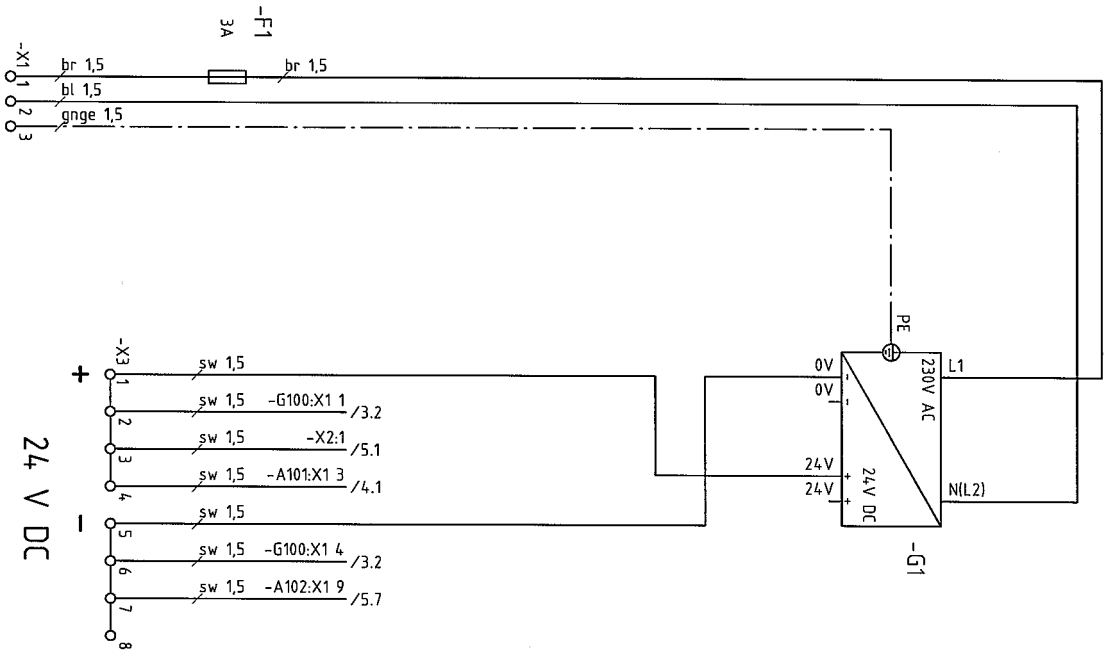 -F1
3A
-X1
br 1,5
br 1,5
1
bl 1,5
2
gnge 1,5
3
PE
L1
230V AC
0V
-
0V
-
24V
+
24V
+
24V DC
N(L2)
-G1
-X3
+
1
sw 1,5
2
sw 1,5 -G100:X1 1 /3.2
3
sw 1,5 -X2:1 /5.1
4
sw 1,5 -A101:X1 3 /4.1
-
5
sw 1,5
6
sw 1,5 -G100:X1 4 /3.2
7
sw 1,5 -A102:X1 9 /5.7
8
24 V DC